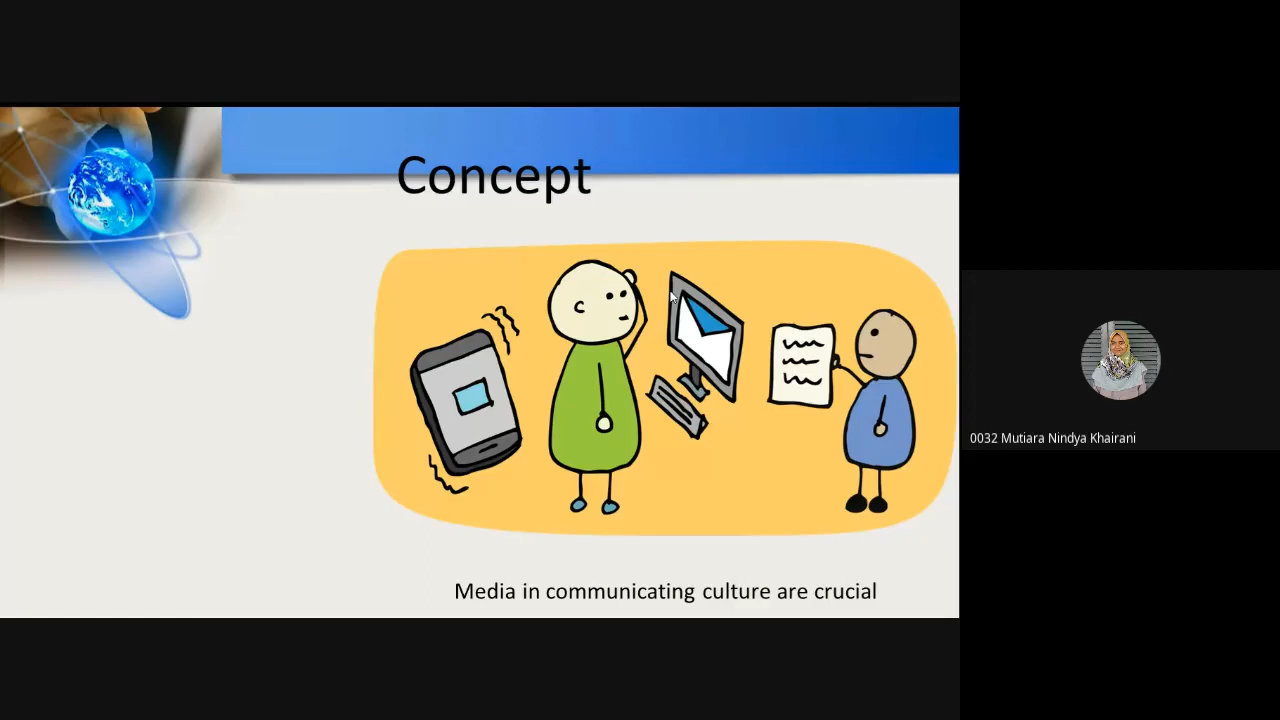 Concept
Media in communicating culture are crucial
0032 Mutiara Nindya Khairani